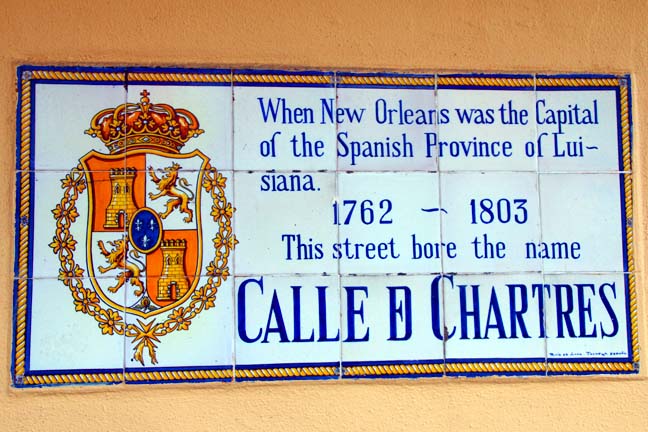 When New Orleans was the Capital
of the Spanish Province of Lui-
siana.
1762 — 1803
This street bore the name
CALLE D CHARTRES